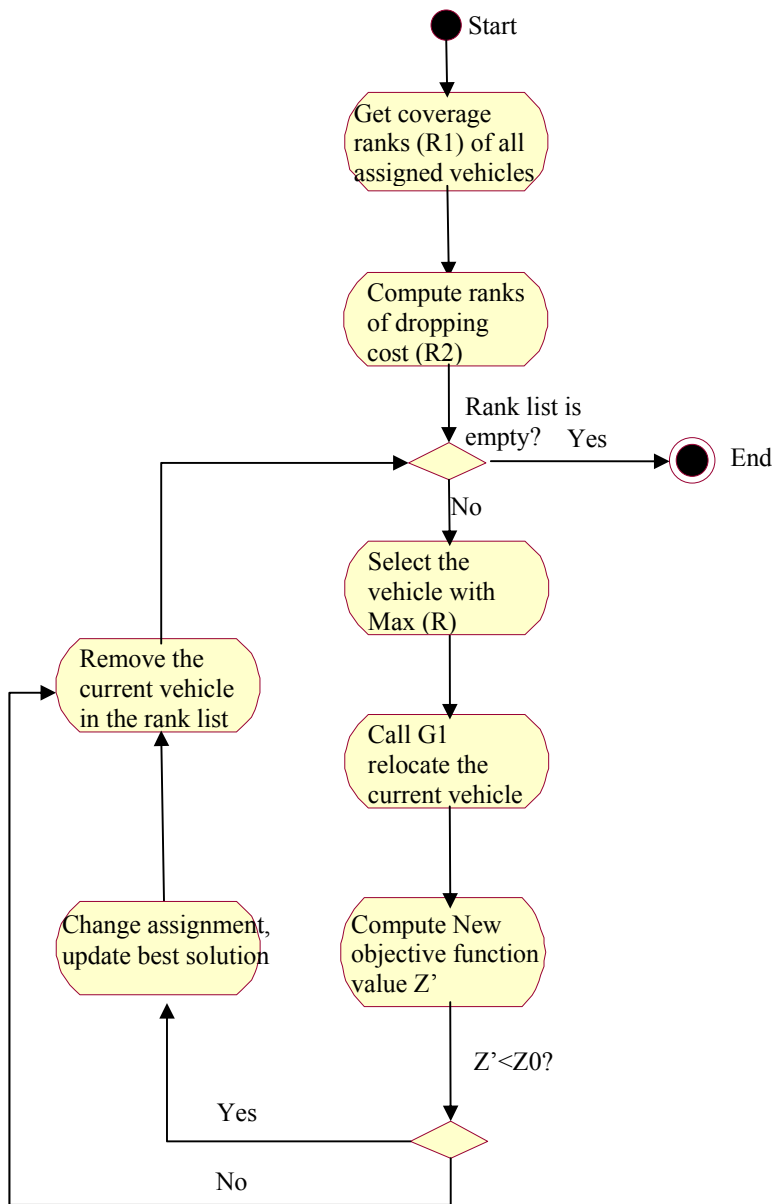 Start
Get coverage
ranks (R1) of all
assigned vehicles
Compute ranks
of dropping
cost (R2)
Rank list is
empty?
Yes
End
No
Select the
vehicle with
Max (R)
Remove the
current vehicle
in the rank list
Call G1
relocate the
current vehicle
Change assignment,
update best solution
Compute New
objective function
value Z’
Z’<Z0?
Yes
No